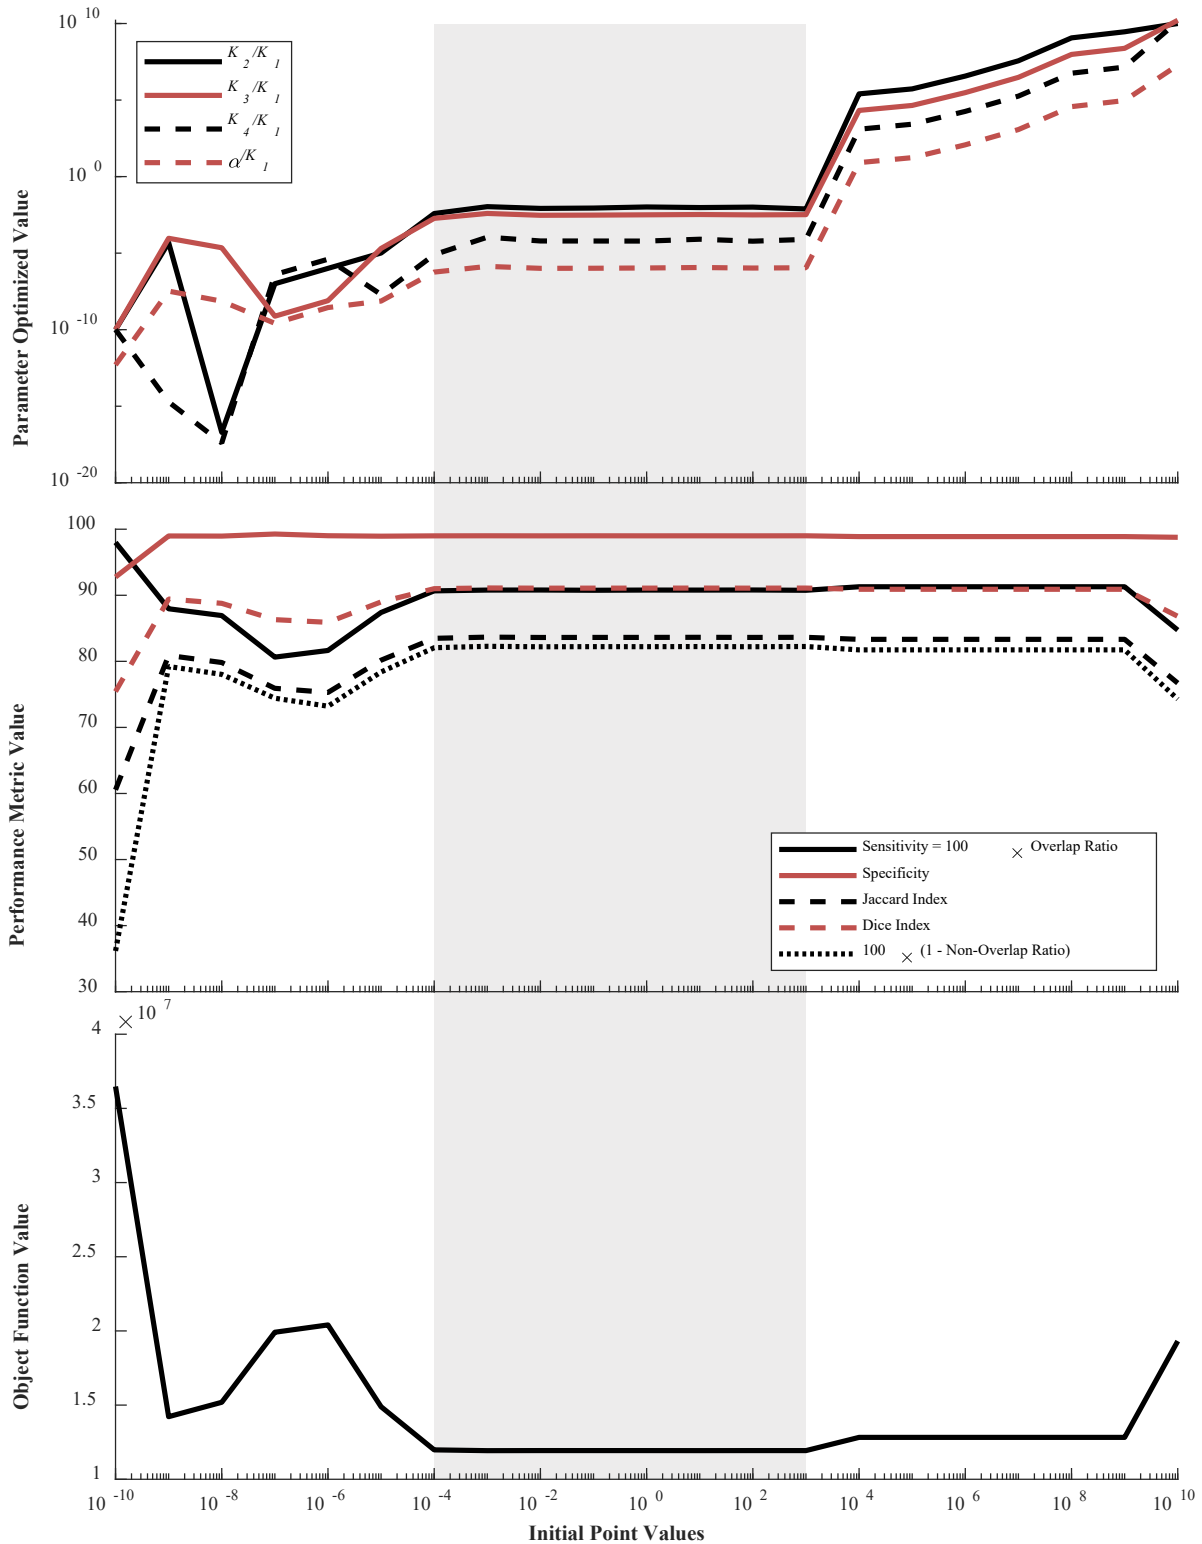 10 10
K 2/K 1
K 3/K 1
K 4/K 1
α/K 1
10 0
10 -10
10 -20
Parameter Optimized Value
100
90
80
70
60
50
40
30
Performance Metric Value
Sensitivity = 100 × Overlap Ratio
Specificity
Jaccard Index
Dice Index
100 × (1 - Non-Overlap Ratio)
× 10 7
4
3.5
3
2.5
2
1.5
1
Object Function Value
10 -10 10 -8 10 -6 10 -4 10 -2 10 0 10 2 10 4 10 6 10 8 10 10
Initial Point Values